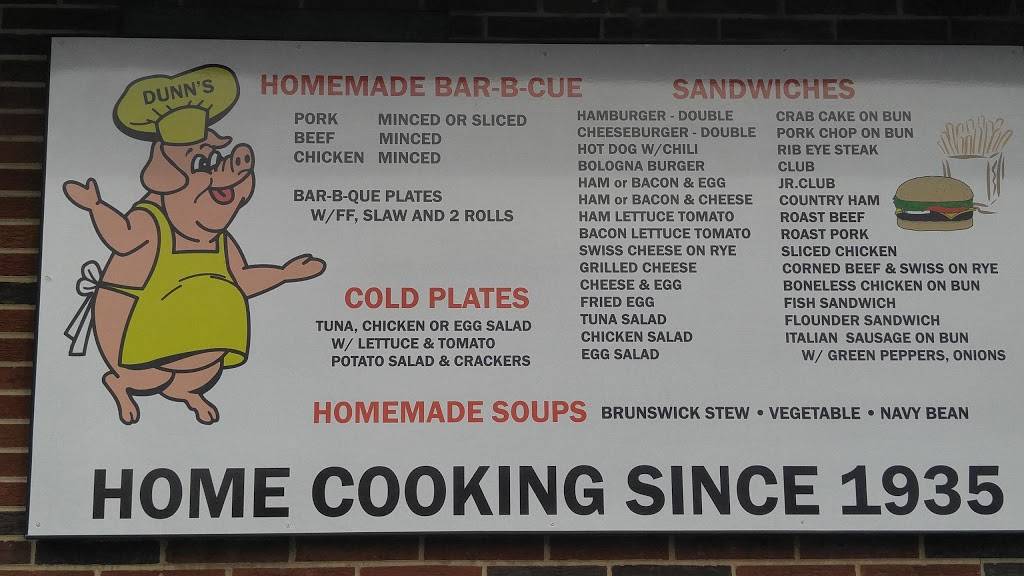 DUNN'S
HOMEMADE BAR-B-CUE
PORK MINCED OR SLICED
BEEF MINCED
CHICKEN MINCED
BAR-B-QUE PLATES
W/FF, SLAW AND 2 ROLLS
COLD PLATES
TUNA, CHICKEN OR EGG SALAD
W/ LETTUCE & TOMATO
POTATO SALAD & CRACKERS
SANDWICHES
HAMBURGER - DOUBLE
CHEESEBURGER - DOUBLE
HOT DOG W/CHILI
BOLOGNA BURGER
HAM or BACON & EGG
HAM or BACON & CHEESE
HAM LETTUCE TOMATO
BACON LETTUCE TOMATO
SWISS CHEESE ON RYE
GRILLED CHEESE
CHEESE & EGG
FRIED EGG
TUNA SALAD
CHICKEN SALAD
EGG SALAD
CRAB CAKE ON BUN
PORK CHOP ON BUN
RIB EYE STEAK
CLUB
JR.CLUB
COUNTRY HAM
ROAST BEEF
ROAST PORK
SLICED CHICKEN
CORNED BEEF & SWISS ON RYE
BONELESS CHICKEN ON BUN
FISH SANDWICH
FLOUNDER SANDWICH
ITALIAN SAUSAGE ON BUN
W/ GREEN PEPPERS, ONIONS
HOMEMADE SOUPS BRUNSWICK STEW • VEGETABLE • NAVY BEAN
HOME COOKING SINCE 1935